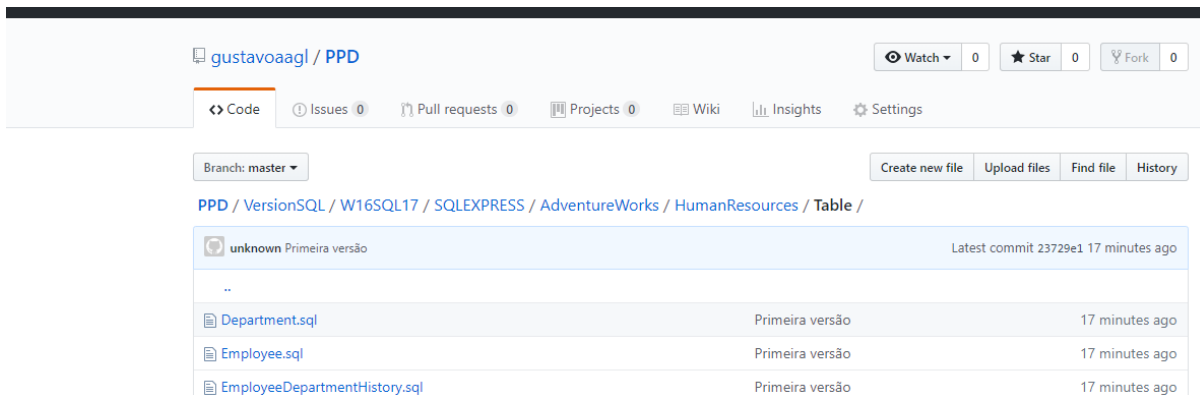 gustavoaagl / PPD
Watch 0 Star 0 Fork 0
Code Issues 0 Pull requests 0 Projects 0 Wiki Insights Settings
Branch: master Create new file Upload files Find file History
PPD / VersionSQL / W16SQL17 / SQLEXPRESS / AdventureWorks / HumanResources / Table /
unknown Primeira versão Latest commit 23729e1 17 minutes ago
..
Department.sql Primeira versão 17 minutes ago
Employee.sql Primeira versão 17 minutes ago
EmployeeDepartmentHistory.sql Primeira versão 17 minutes ago